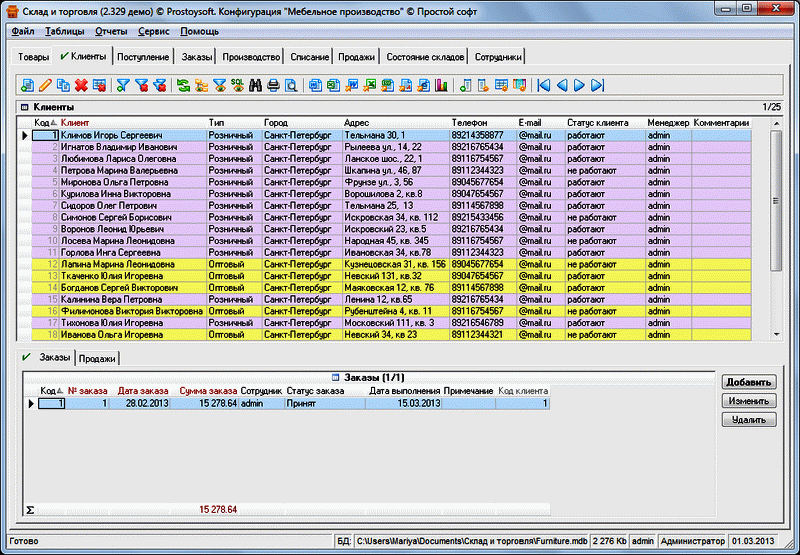 Склад и торговля (2.329 демо) © Prostoysoft. Конфигурация "Мебельное производство" © Простой софт
Файл Таблицы Отчеты Сервис Помощь
Товары Клиенты Поступление Заказы Производство Списание Продажи Состояние складов Сотрудники
SQL
Клиенты 1/25
Код Клиент Тип Город Адрес Телефон E-mail Статус клиента Менеджер Комментарии
1 Климов Игорь Сергеевич Розничный Санкт-Петербург Тельмана 30, 1 89214358877 @mail.ru работают admin
2 Игнатов Владимир Иванович Розничный Санкт-Петербург Рылеева ул., 14, 22 89216765434 @mail.ru работают admin
3 Любимова Лариса Олеговна Розничный Санкт-Петербург Ланское шос., 22, 1 89116754567 @mail.ru работают admin
4 Петрова Марина Валерьевна Розничный Санкт-Петербург Шкапина ул., 46, 87 89112344323 @mail.ru не работают admin
5 Миронова Ольга Петровна Розничный Санкт-Петербург Фрунзе ул., 3, 56 89045677654 @mail.ru работают admin
6 Курилова Инна Викторовна Розничный Санкт-Петербург Ворошилова 2, кв.8 89046754567 @mail.ru не работают admin
7 Сидоров Олег Петрович Розничный Санкт-Петербург Тельмана 25, 13 89114567898 @mail.ru работают admin
8 Симонов Сергей Борисович Розничный Санкт-Петербург Искровская 34, кв. 112 89215433456 @mail.ru не работают admin
9 Воронов Леонид Юрьевич Розничный Санкт-Петербург Искровский 23, кв.5 89216765434 @mail.ru работают admin
10 Лосева Марина Леонидовна Розничный Санкт-Петербург Народная 45, кв. 345 89116754567 @mail.ru работают admin
11 Горлова Инга Сергеевна Розничный Санкт-Петербург Ивановская 34, кв.78 89112344323 @mail.ru работают admin
12 Лапина Марина Леонидовна Оптовый Санкт-Петербург Кузнецовская 31, кв. 156 89045677654 @mail.ru не работают admin
13 Ткаченко Юлия Игоревна Оптовый Санкт-Петербург Невский 131, кв.32 89047654567 @mail.ru работают admin
14 Богданов Сергей Викторович Оптовый Санкт-Петербург Маяковская 12, кв. 76 89114568998 @mail.ru работают admin
15 Калинина Вера Петровна Розничный Санкт-Петербург Ленина 12, кв.65 89216765434 @mail.ru работают admin
16 Филимонова Виктория Викторовна Оптовый Санкт-Петербург Рубенштейна 4, кв. 11 89116754567 @mail.ru не работают admin
17 Тихонова Юлия Игоревна Розничный Санкт-Петербург Московский 111, кв. 3 89216546789 @mail.ru работают admin
18 Иванова Ольга Игоревна Оптовый Санкт-Петербург Невский 34, кв 23 89112344321 @mail.ru не работают admin
Заказы Продажи
Заказы (1/1)
Код № заказа Дата заказа Сумма заказа Сотрудник Статус заказа Дата выполнения Примечание Код клиента
1 1 28.02.2013 15 278.64 admin Принят 15.03.2013 1
Добавить
Изменить
Удалить
Σ 15 278.64
Готово БД: C:\Users\Mariya\Documents\Склад и торговля\Furniture.mdb 2 276 Kb admin Администратор 01.03.2013